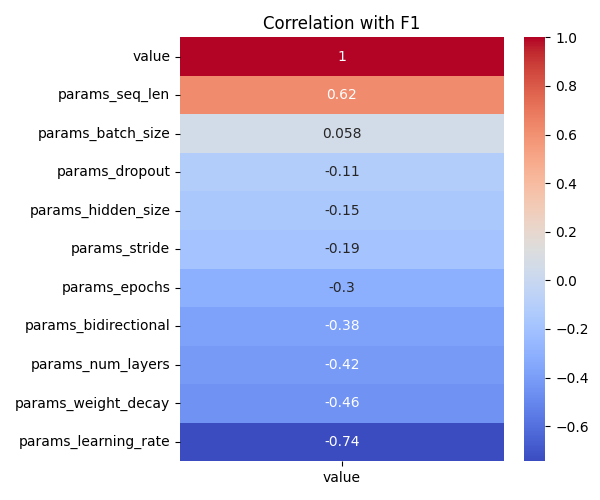 Correlation with F1
value 1
params_seq_len 0.62
params_batch_size 0.058
params_dropout -0.11
params_hidden_size -0.15
params_stride -0.19
params_epochs -0.3
params_bidirectional -0.38
params_num_layers -0.42
params_weight_decay -0.46
params_learning_rate -0.74
value
1.0
0.8
0.6
0.4
0.2
0.0
−0.2
−0.4
−0.6